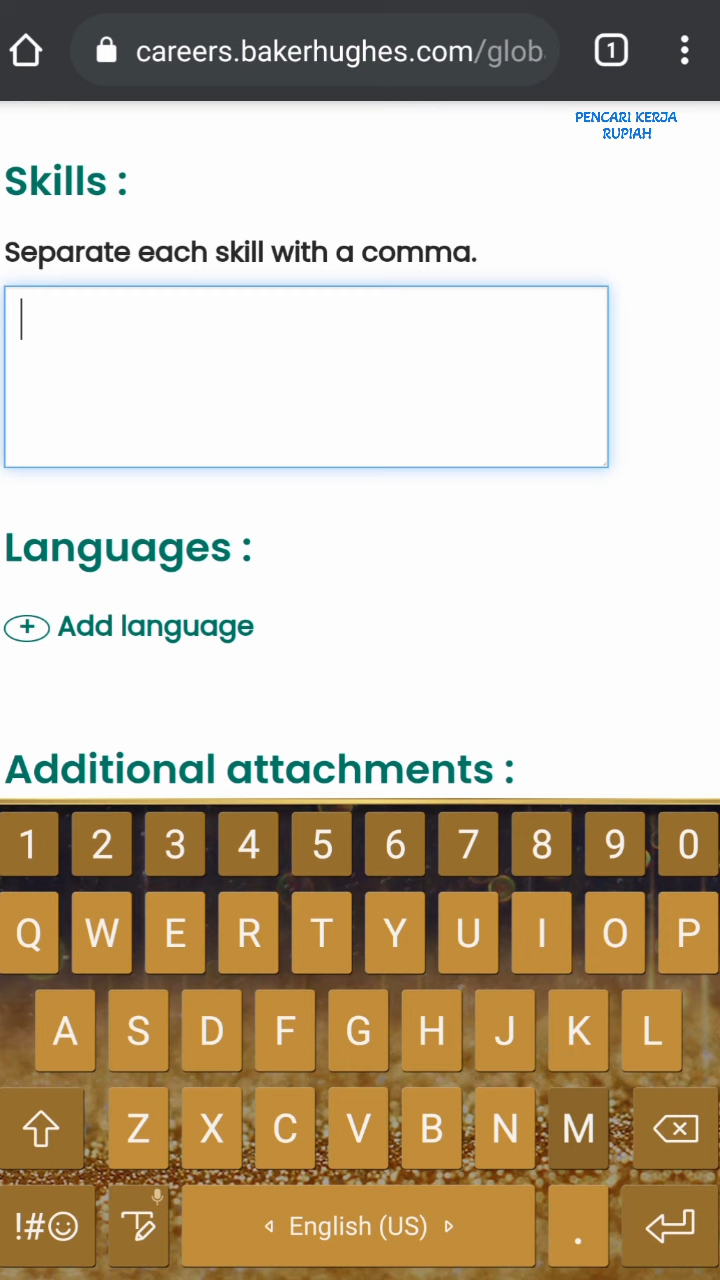 careers.bakerhughes.com/glob
1
PENCARI KERJA
RUPIAH
Skills :
Separate each skill with a comma.
Languages :
+ Add language
Additional attachments :
1 2 3 4 5 6 7 8 9 0
Q W E R T Y U I O P
A S D F G H J K L
Z X C V B N M
!#☺ English (US) .